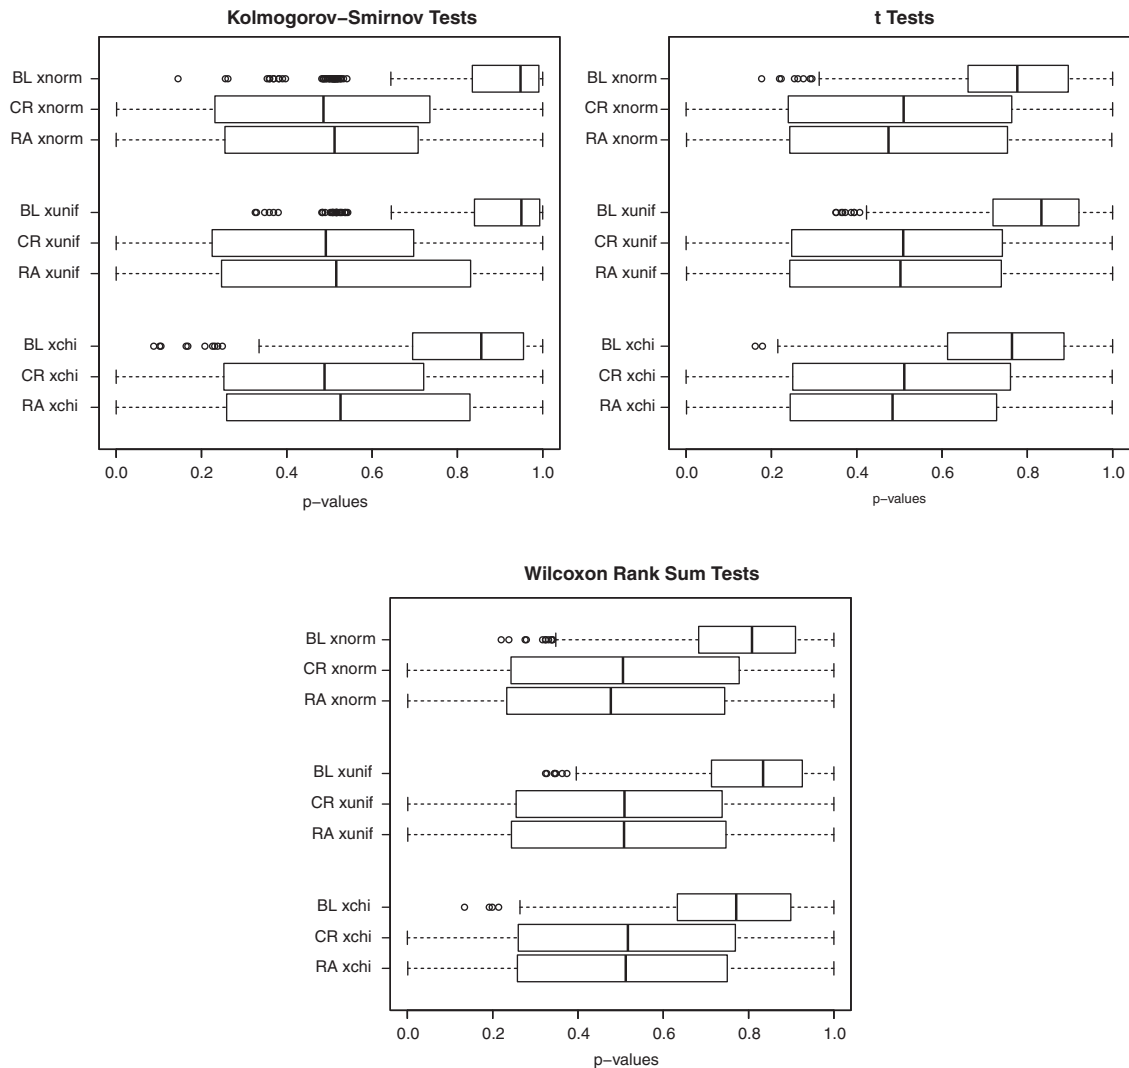 Kolmogorov−Smirnov Tests
BL xnorm
CR xnorm
RA xnorm
BL xunif
CR xunif
RA xunif
BL xchi
CR xchi
RA xchi
0.0 0.2 0.4 0.6 0.8 1.0
p−values
t Tests
BL xnorm
CR xnorm
RA xnorm
BL xunif
CR xunif
RA xunif
BL xchi
CR xchi
RA xchi
0.0 0.2 0.4 0.6 0.8 1.0
p−values
Wilcoxon Rank Sum Tests
BL xnorm
CR xnorm
RA xnorm
BL xunif
CR xunif
RA xunif
BL xchi
CR xchi
RA xchi
0.0 0.2 0.4 0.6 0.8 1.0
p−values